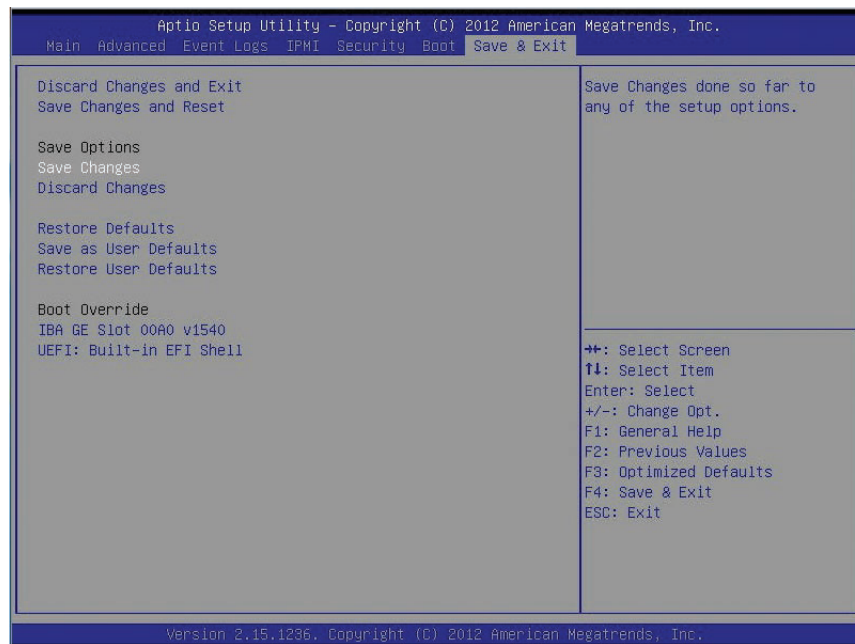 Aptio Setup Utility – Copyright (C) 2012 American Megatrends, Inc.
Main Advanced Event Logs IPMI Security Boot Save & Exit
Discard Changes and Exit
Save Changes and Reset
Save Options
Save Changes
Discard Changes
Restore Defaults
Save as User Defaults
Restore User Defaults
Boot Override
IBA GE Slot 00A0 v1540
UEFI: Built-in EFI Shell
Save Changes done so far to
any of the setup options.
→←: Select Screen
↑↓: Select Item
Enter: Select
+/-: Change Opt.
F1: General Help
F2: Previous Values
F3: Optimized Defaults
F4: Save & Exit
ESC: Exit
Version 2.15.1236. Copyright (C) 2012 American Megatrends, Inc.